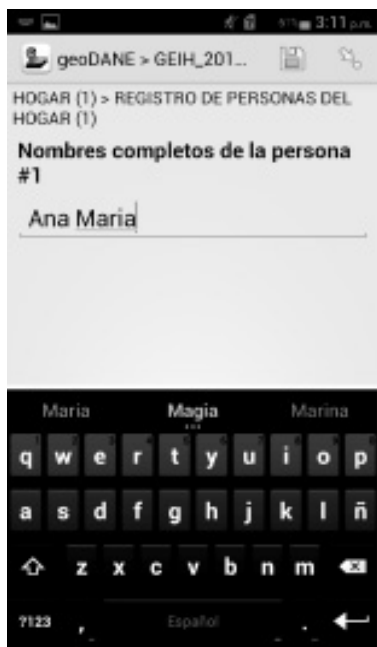 3:11 p.m.
geoDANE > GEIH_201...
HOGAR (1) > REGISTRO DE PERSONAS DEL
HOGAR (1)
Nombres completos de la persona
#1
Ana Maria
Maria Magia Marina
q w e r t y u i o p
a s d f g h j k l ñ
z x c v b n m
?123 , Español .